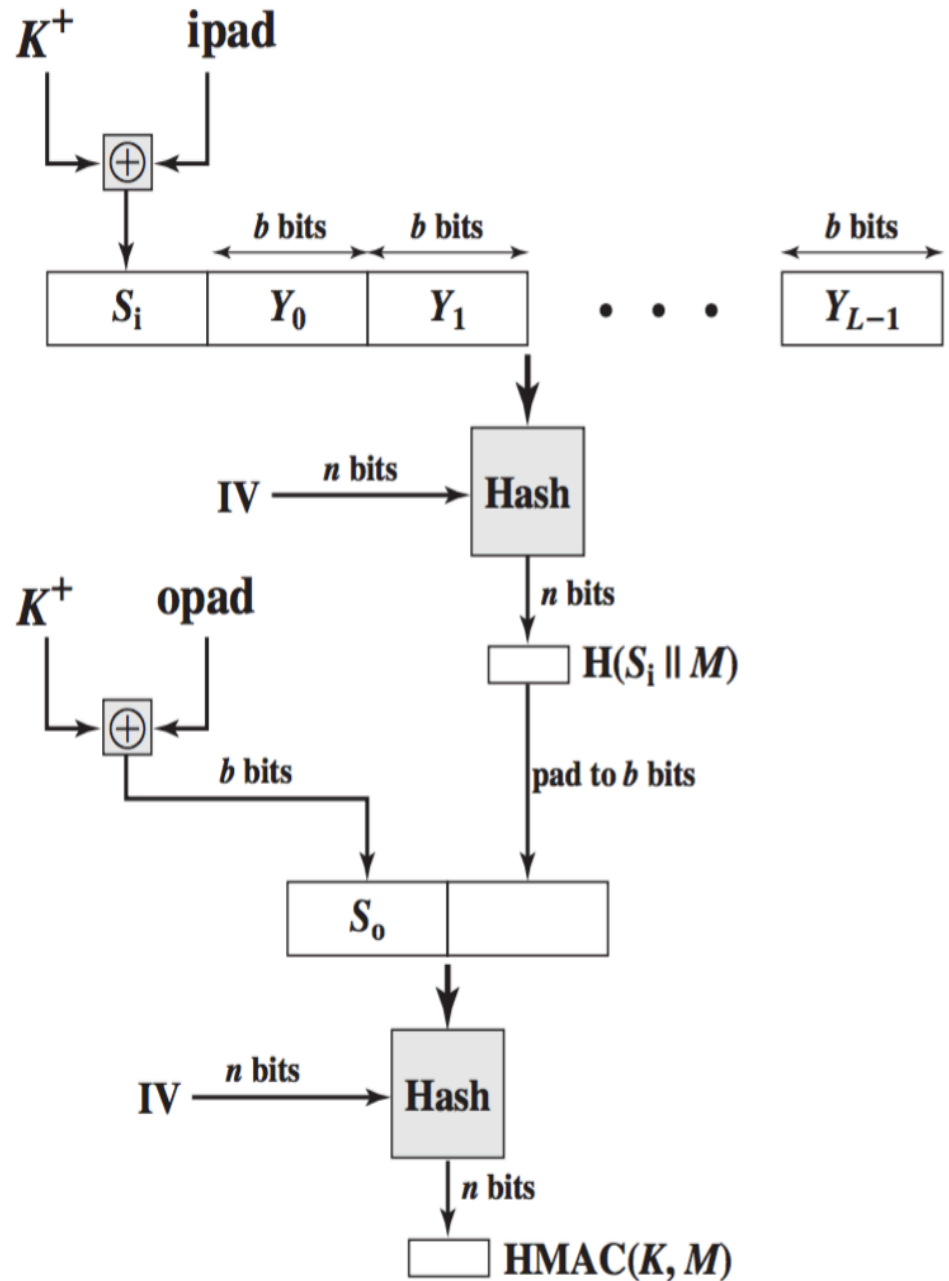 K⁺ ipad
⊕
b bits b bits b bits
Sᵢ Y₀ Y₁ • • • Y_{L−1}
n bits
IV Hash
n bits
K⁺ opad
H(Sᵢ || M)
⊕
b bits pad to b bits
Sₒ
n bits
IV Hash
n bits
HMAC(K, M)